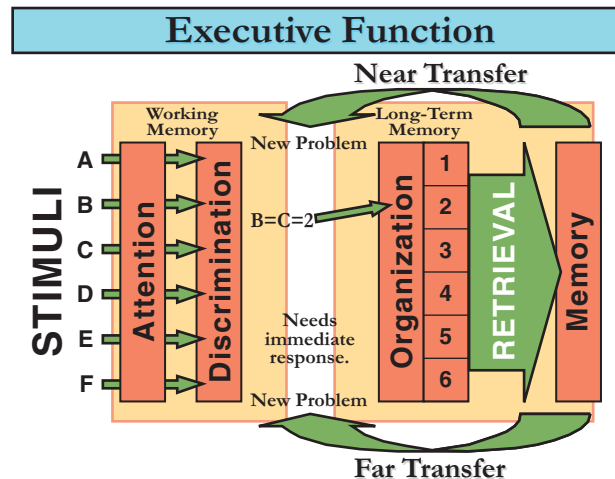 Executive Function
Near Transfer
Working
Memory
Long-Term
Memory
New Problem
STIMULI
A
B
C
D
E
F
Attention
Discrimination
B=C=2
Needs
immediate
response.
Organization
1
2
3
4
5
6
RETRIEVAL
Memory
New Problem
Far Transfer